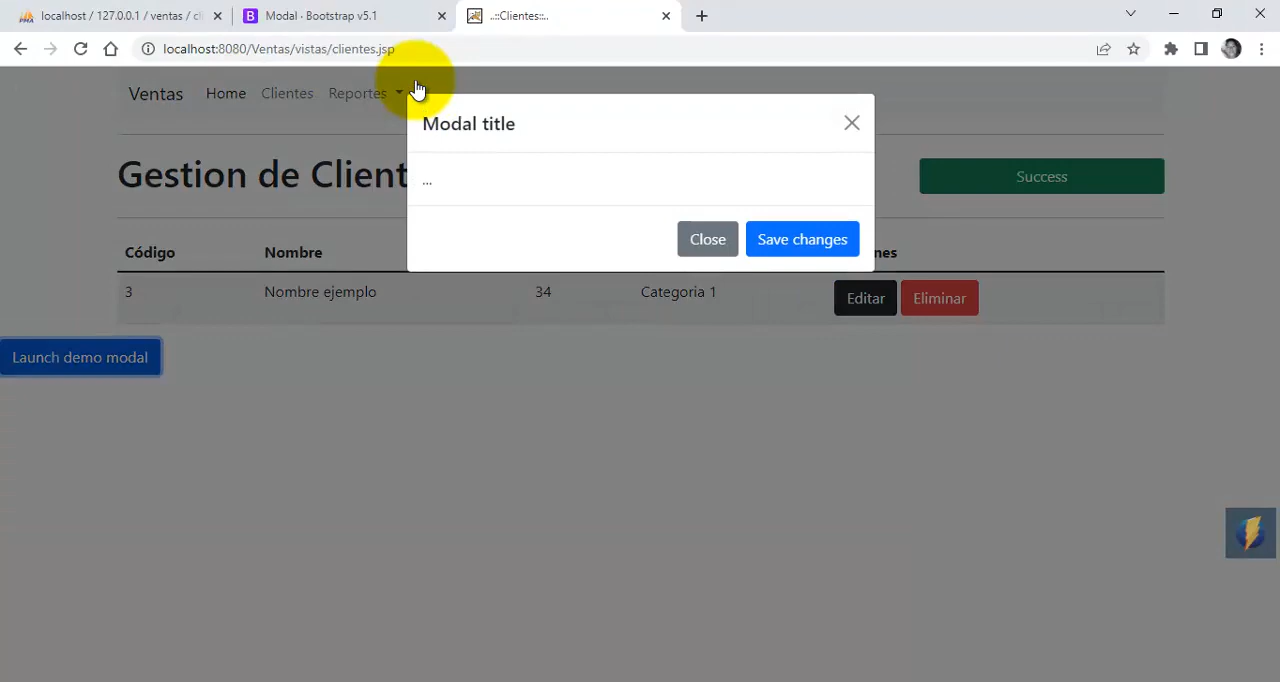 localhost / 127.0.0.1 / ventas / cl
Modal · Bootstrap v5.1
..::Clientes::..
localhost:8080/Ventas/vistas/clientes.jsp
Ventas Home Clientes Reportes
Modal title
Gestion de Client
Success
...
Close Save changes
Código Nombre nes
3 Nombre ejemplo 34 Categoria 1 Editar Eliminar
Launch demo modal